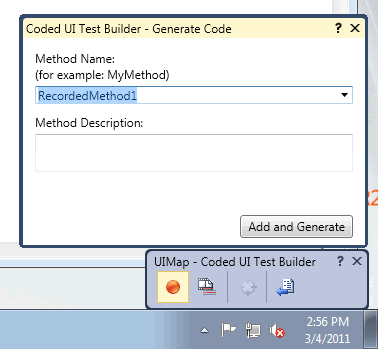 Coded UI Test Builder - Generate Code
Method Name:
(for example: MyMethod)
RecordedMethod1
Method Description:
Add and Generate
UIMap - Coded UI Test Builder
2:56 PM
3/4/2011